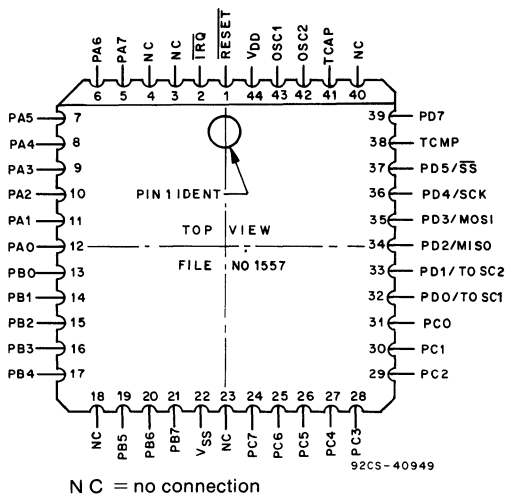 PA6 PA7 NC NC IRQ RESET VDD OSC1 OSC2 TCAP NC
6 5 4 3 2 1 44 43 42 41 40
PA5 7 39 PD7
PA4 8 38 TCMP
PA3 9 37 PD5/SS
PA2 10 PIN 1 IDENT 36 PD4/SCK
PA1 11 35 PD3/MOSI
TOP VIEW
PA0 12 34 PD2/MISO
FILE NO 1557
PB0 13 33 PD1/TOSC2
PB1 14 32 PD0/TOSC1
PB2 15 31 PC0
PB3 16 30 PC1
PB4 17 29 PC2
18 19 20 21 22 23 24 25 26 27 28
NC PB5 PB6 PB7 VSS NC PC7 PC6 PC5 PC4 PC3
92CS-40949
NC = no connection